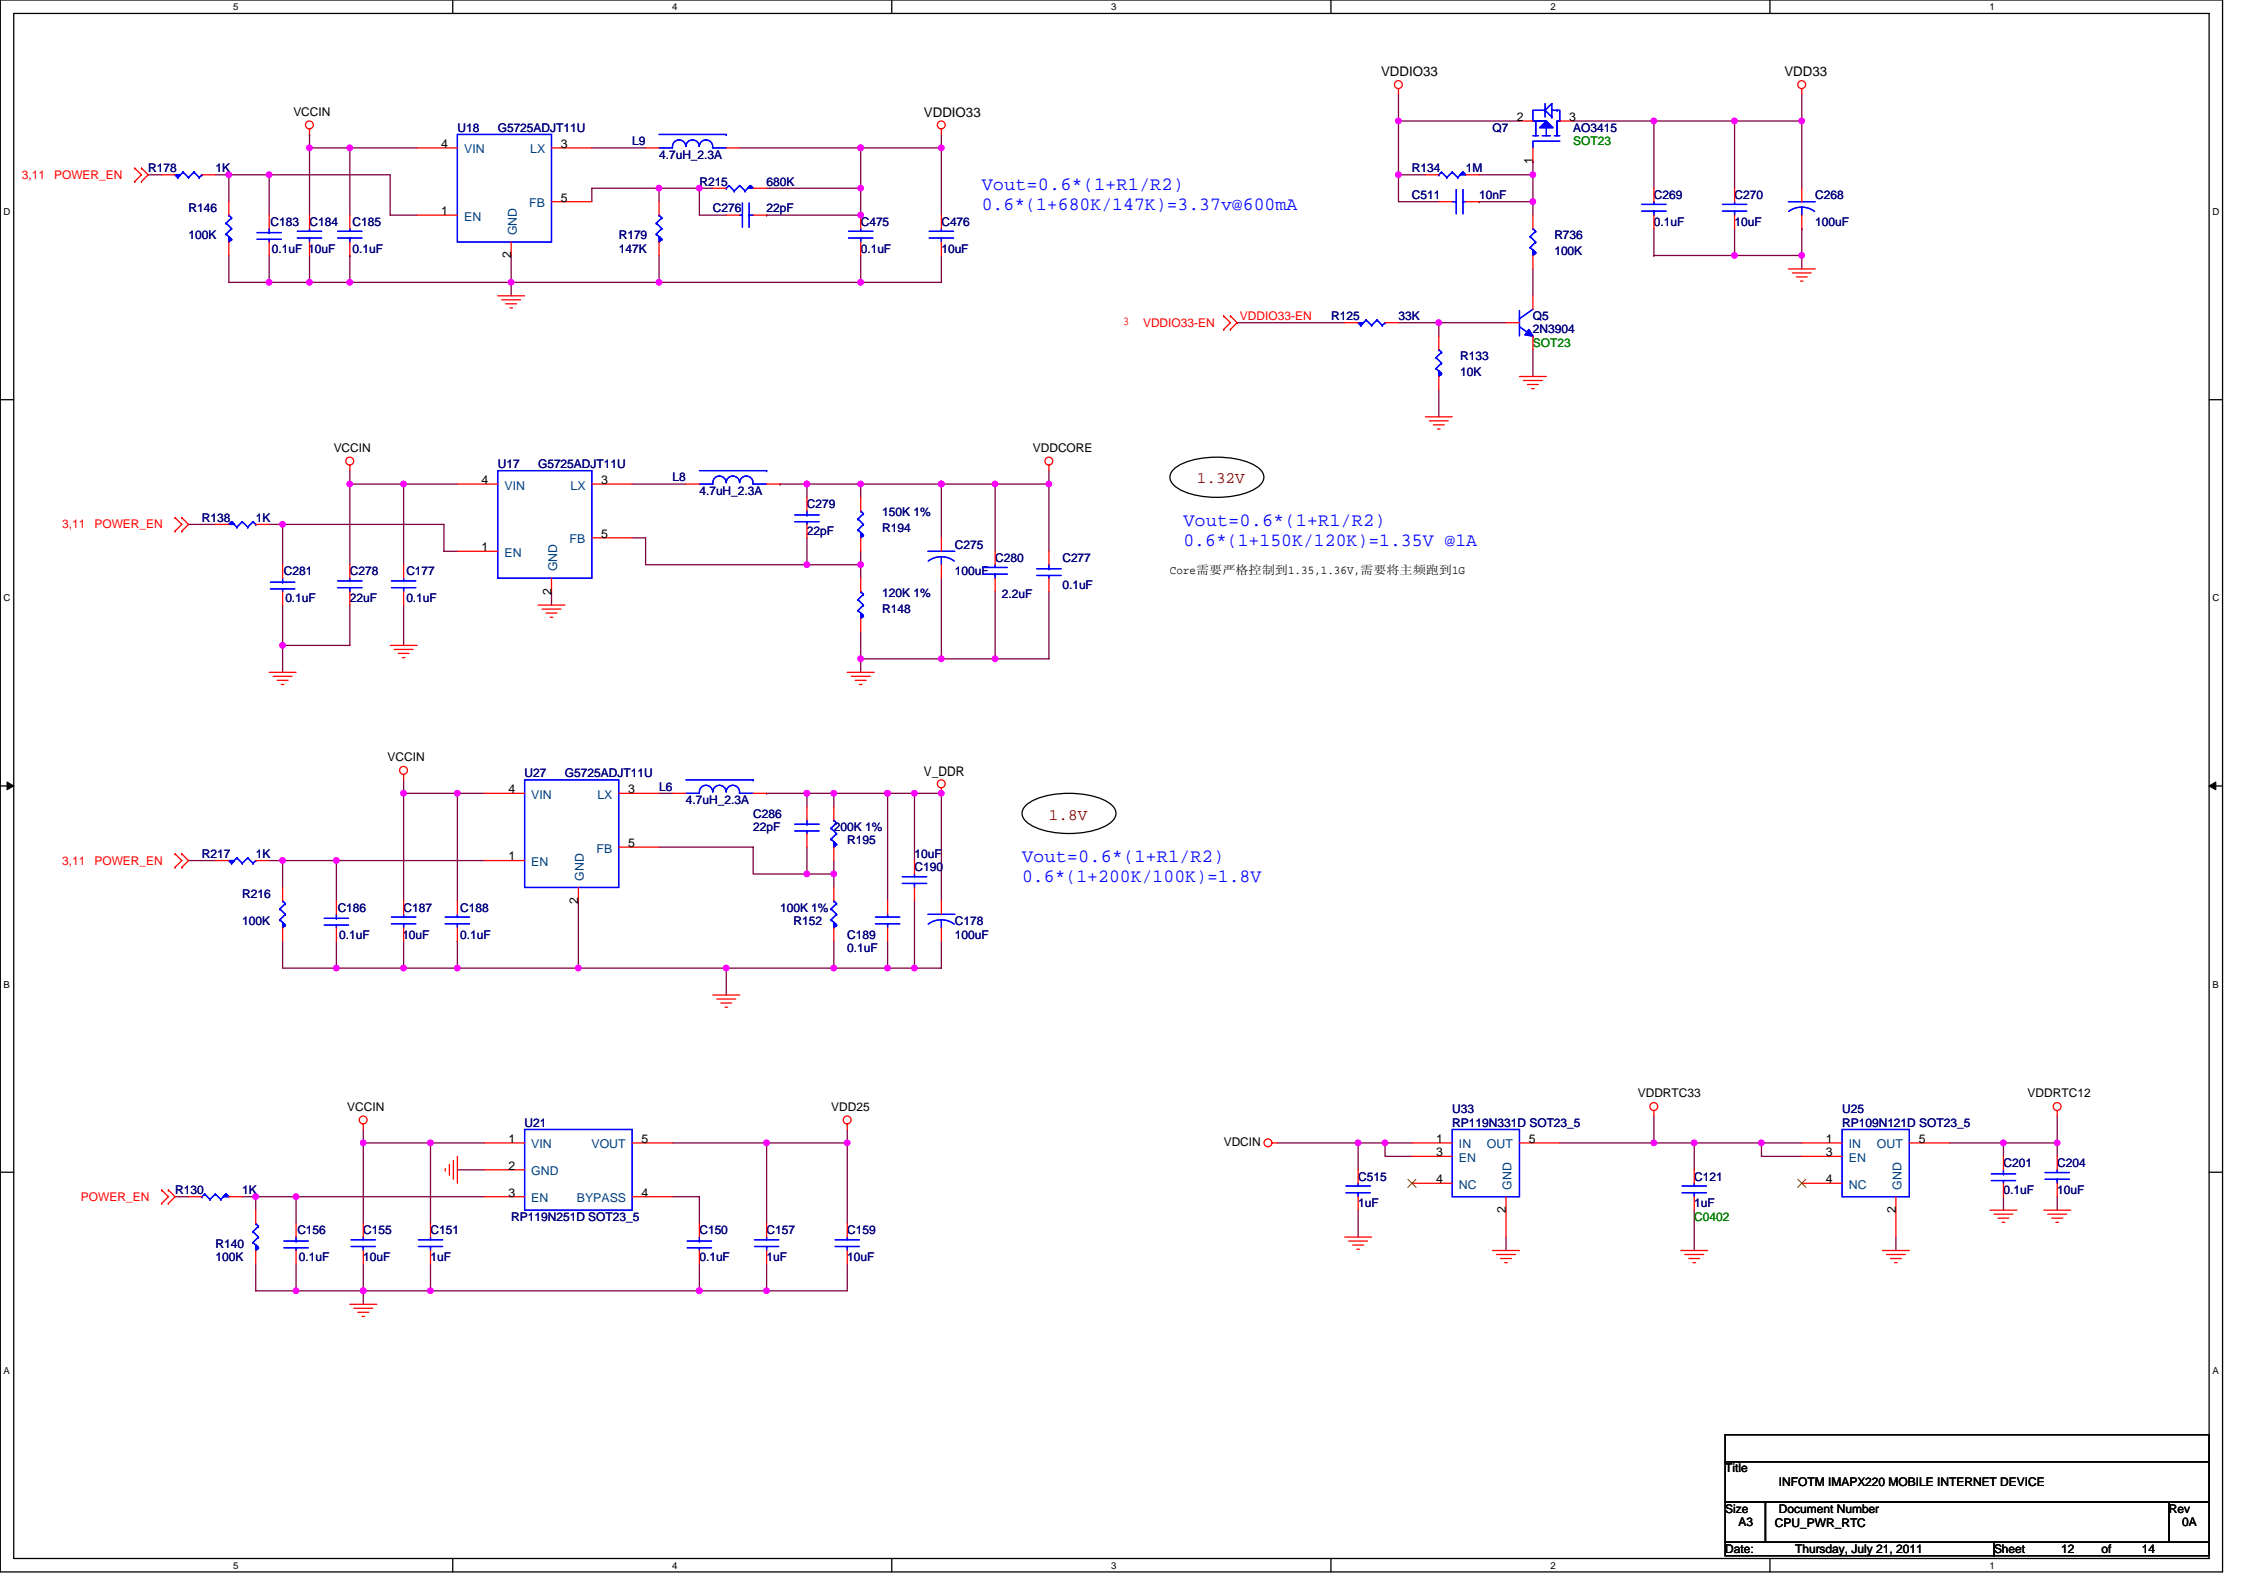 5 4 3 2 1
VCCIN
U18 G5725ADJT11U
4 VIN LX 3
L9
4.7uH_2.3A
VDDIO33
3,11 POWER_EN
R178 1K
R215 680K
FB 5
C276 22pF
1 EN
GND
2
R146
100K
C183
0.1uF
C184
10uF
C185
0.1uF
R179
147K
C475
0.1uF
C476
10uF
Vout=0.6*(1+R1/R2)
0.6*(1+680K/147K)=3.37v@600mA
VDDIO33
VDD33
2 3
Q7
AO3415
SOT23
1
R134 1M
C511 10nF
C269
0.1uF
C270
10uF
C268
100uF
R736
100K
3 VDDIO33-EN
VDDIO33-EN
R125 33K
Q5
2N3904
SOT23
R133
10K
D D
VCCIN
U17 G5725ADJT11U
4 VIN LX 3
L8
4.7uH_2.3A
VDDCORE
3,11 POWER_EN
R138 1K
1 EN
FB 5
GND
2
C279
22pF
150K 1%
R194
C281
0.1uF
C278
22uF
C177
0.1uF
120K 1%
R148
C275
100uF
C280
2.2uF
C277
0.1uF
1.32V
Vout=0.6*(1+R1/R2)
0.6*(1+150K/120K)=1.35V @1A
Core需要严格控制到1.35,1.36V,需要将主频跑到1G
C C
VCCIN
U27 G5725ADJT11U
4 VIN LX 3
L6
4.7uH_2.3A
V_DDR
C286
22pF
200K 1%
R195
3,11 POWER_EN
R217 1K
1 EN
FB 5
GND
2
10uF
C190
R216
100K
C186
0.1uF
C187
10uF
C188
0.1uF
100K 1%
R152
C189
0.1uF
C178
100uF
1.8V
Vout=0.6*(1+R1/R2)
0.6*(1+200K/100K)=1.8V
B B
VCCIN
U21
1 VIN VOUT 5
2 GND
3 EN BYPASS 4
RP119N251D SOT23_5
VDD25
POWER_EN
R130 1K
R140
100K
C156
0.1uF
C155
10uF
C151
1uF
C150
0.1uF
C157
1uF
C159
10uF
VDCIN
U33
RP119N331D SOT23_5
1 IN OUT 5
3 EN
4 NC
GND
2
C515
1uF
VDDRTC33
C121
1uF
C0402
U25
RP109N121D SOT23_5
1 IN OUT 5
3 EN
4 NC
GND
2
VDDRTC12
C201
0.1uF
C204
10uF
A A
Title
INFOTM IMAPX220 MOBILE INTERNET DEVICE
Size Document Number Rev
A3 CPU_PWR_RTC 0A
Date: Thursday, July 21, 2011 Sheet 12 of 14
5 4 3 2 1